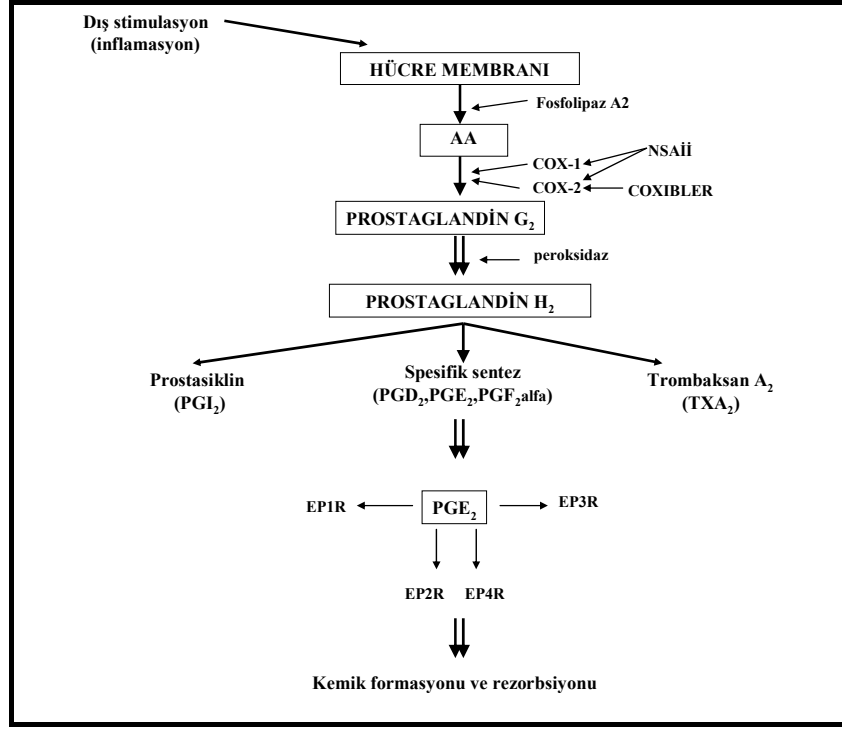 Dış stimulasyon
(inflamasyon)
HÜCRE MEMBRANI
Fosfolipaz A2
AA
COX-1
NSAİİ
COX-2
COXIBLER
PROSTAGLANDİN G₂
peroksidaz
PROSTAGLANDİN H₂
Prostasiklin
(PGI₂)
Spesifik sentez
(PGD₂,PGE₂,PGF₂alfa)
Trombaksan A₂
(TXA₂)
EP1R
PGE₂
EP3R
EP2R
EP4R
Kemik formasyonu ve rezorbsiyonu